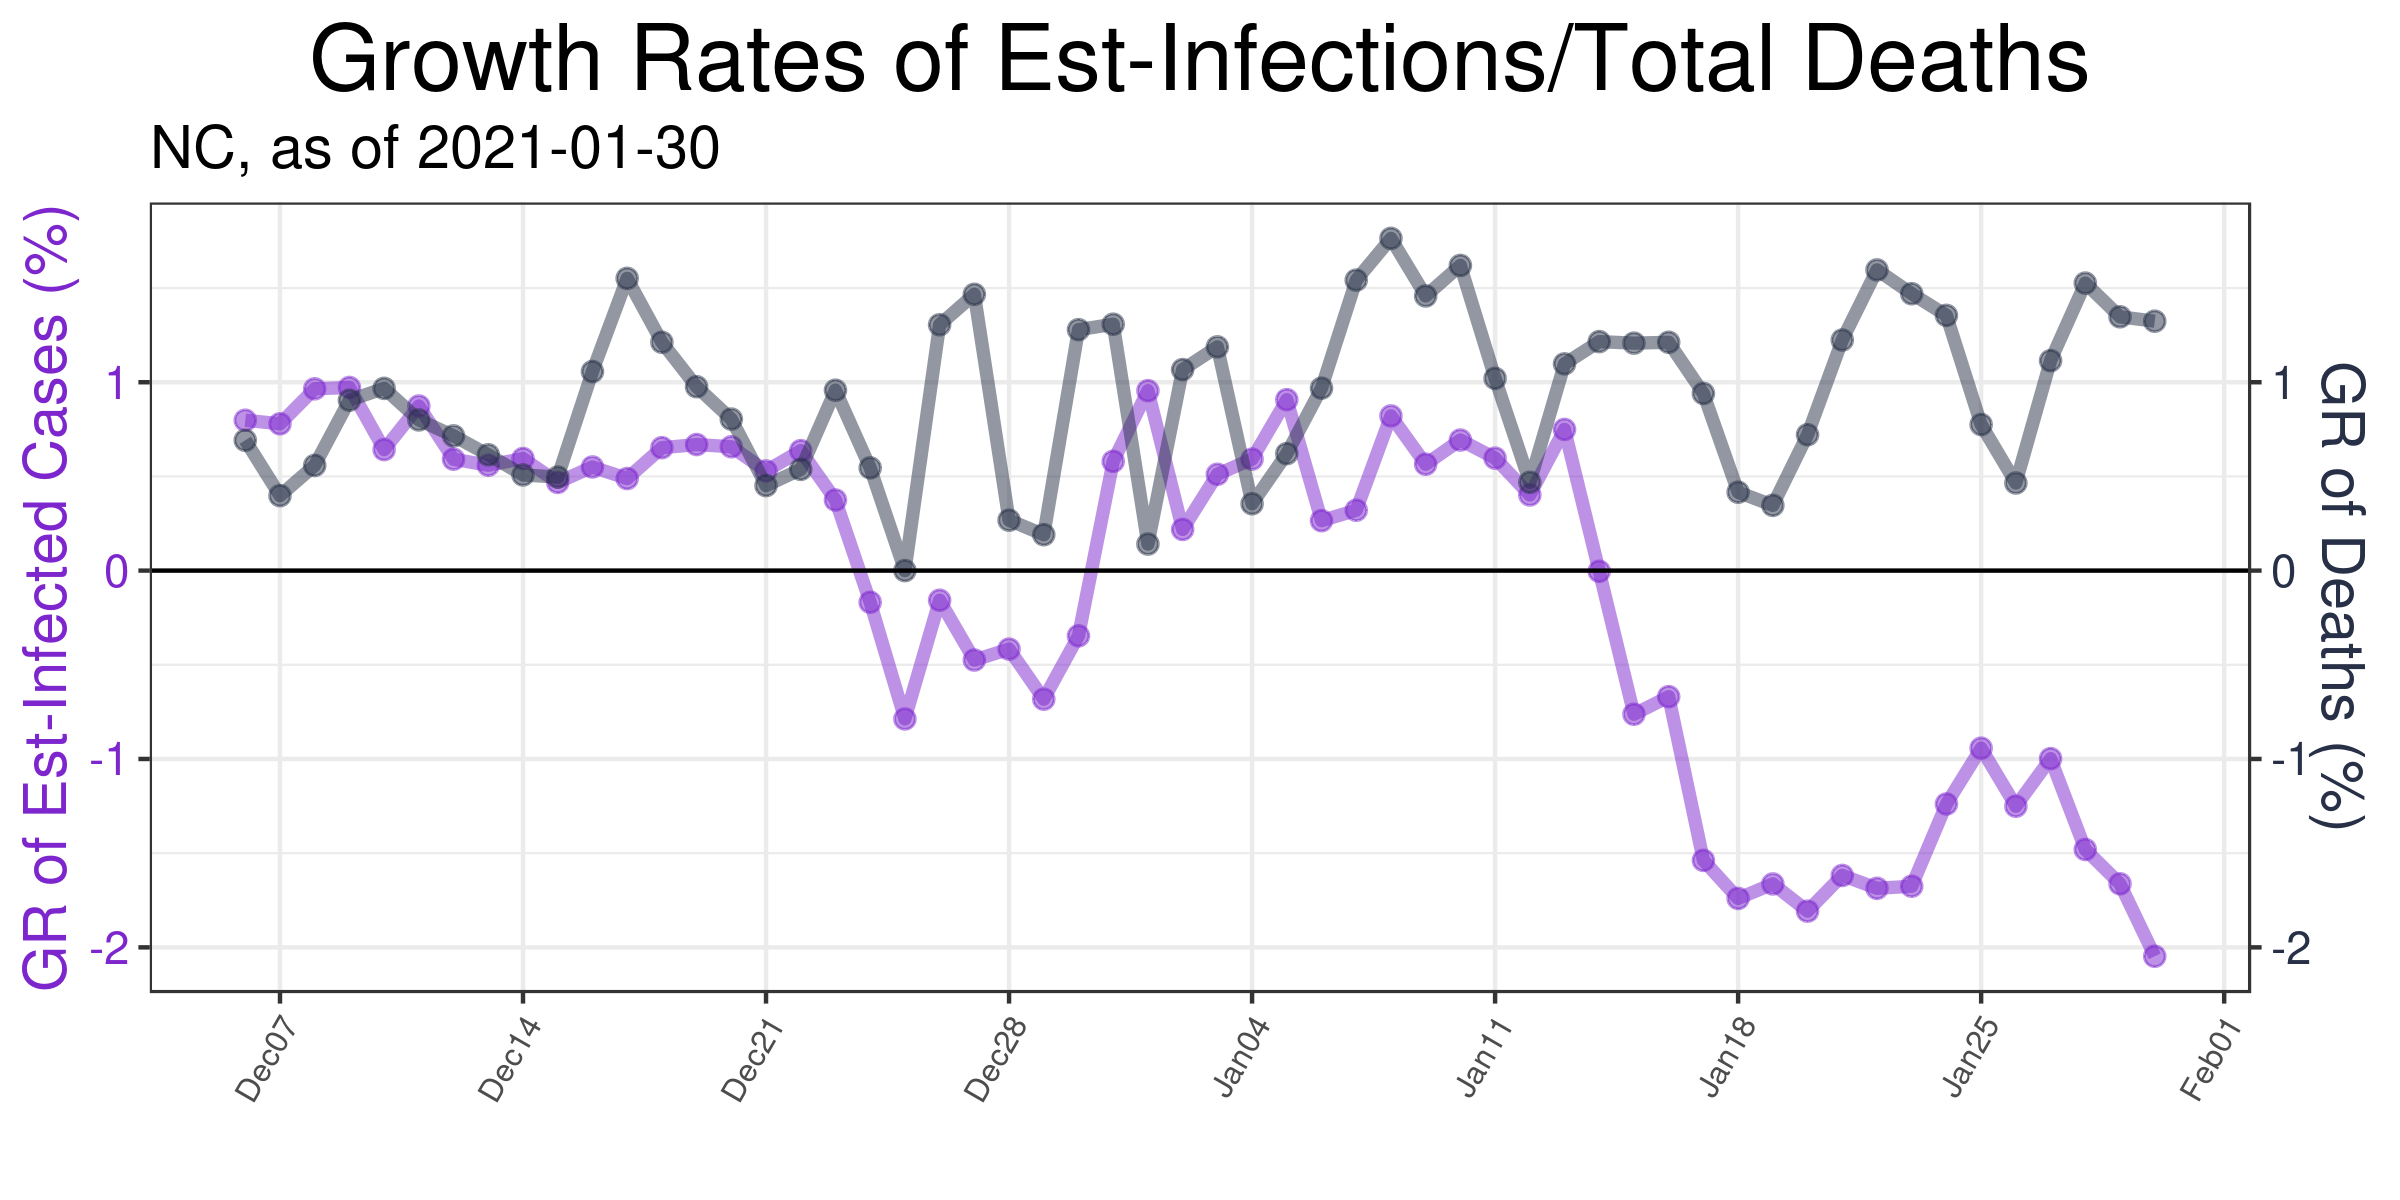 Growth Rates of Est-Infections/Total Deaths
NC, as of 2021-01-30
GR of Est-Infected Cases (%)
1
0
-1
-2
1
0
-1
-2
GR of Deaths (%)
Dec07
Dec14
Dec21
Dec28
Jan04
Jan11
Jan18
Jan25
Feb01